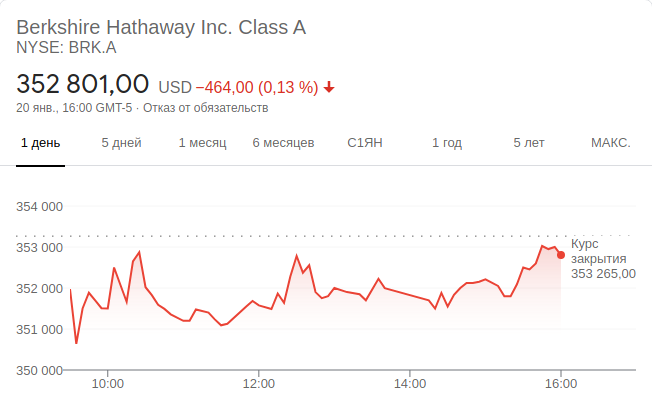 Berkshire Hathaway Inc. Class A
NYSE: BRK.A
352 801,00 USD −464,00 (0,13 %)
20 янв., 16:00 GMT-5 · Отказ от обязательств
1 день 5 дней 1 месяц 6 месяцев С1ЯН 1 год 5 лет МАКС.
354 000
353 000
352 000
351 000
350 000
Курс
закрытия
353 265,00
10:00 12:00 14:00 16:00